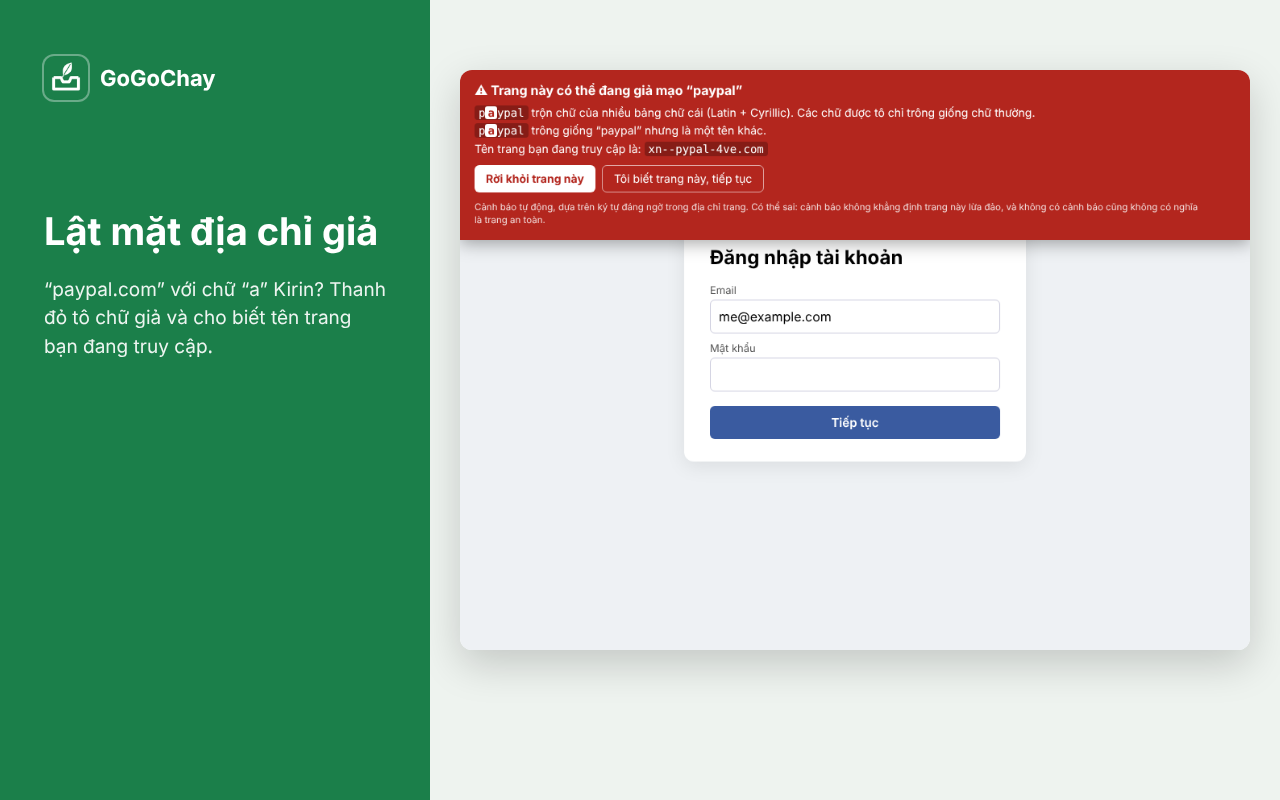 GoGoChay
Lật mặt địa chỉ giả
“paypal.com” với chữ “a” Kirin? Thanh
đỏ tô chữ giả và cho biết tên trang
bạn đang truy cập.
⚠ Trang này có thể đang giả mạo “paypal”
pаypal trộn chữ của nhiều bảng chữ cái (Latin + Cyrillic). Các chữ được tô chỉ trông giống chữ thường.
pаypal trông giống “paypal” nhưng là một tên khác.
Tên trang bạn đang truy cập là: xn--pypal-4ve.com
Rời khỏi trang này
Tôi biết trang này, tiếp tục
Cảnh báo tự động, dựa trên ký tự đáng ngờ trong địa chỉ trang. Có thể sai: cảnh báo không khẳng định trang này lừa đảo, và không có cảnh báo cũng không có nghĩa
là trang an toàn.
Đăng nhập tài khoản
Email
me@example.com
Mật khẩu
Tiếp tục